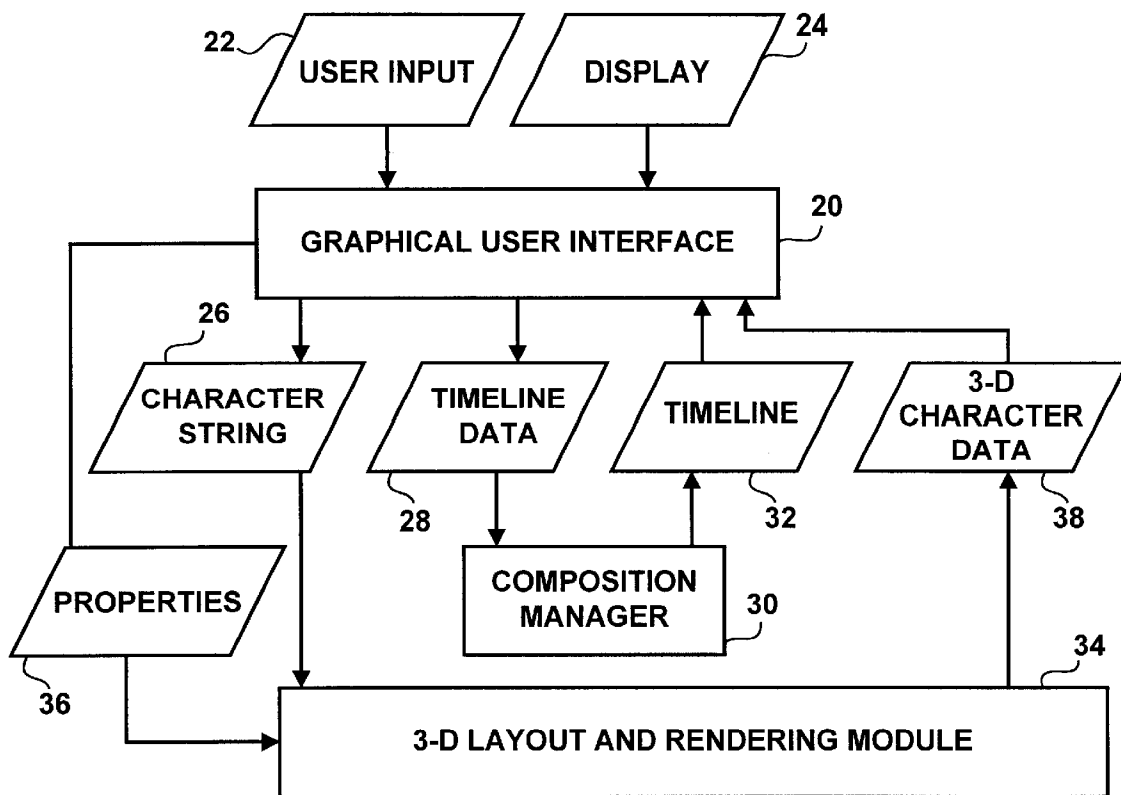 22
USER INPUT
DISPLAY
24
GRAPHICAL USER INTERFACE
20
26
CHARACTER
STRING
TIMELINE
DATA
TIMELINE
3-D
CHARACTER
DATA
28
32
38
PROPERTIES
COMPOSITION
MANAGER
30
36
34
3-D LAYOUT AND RENDERING MODULE